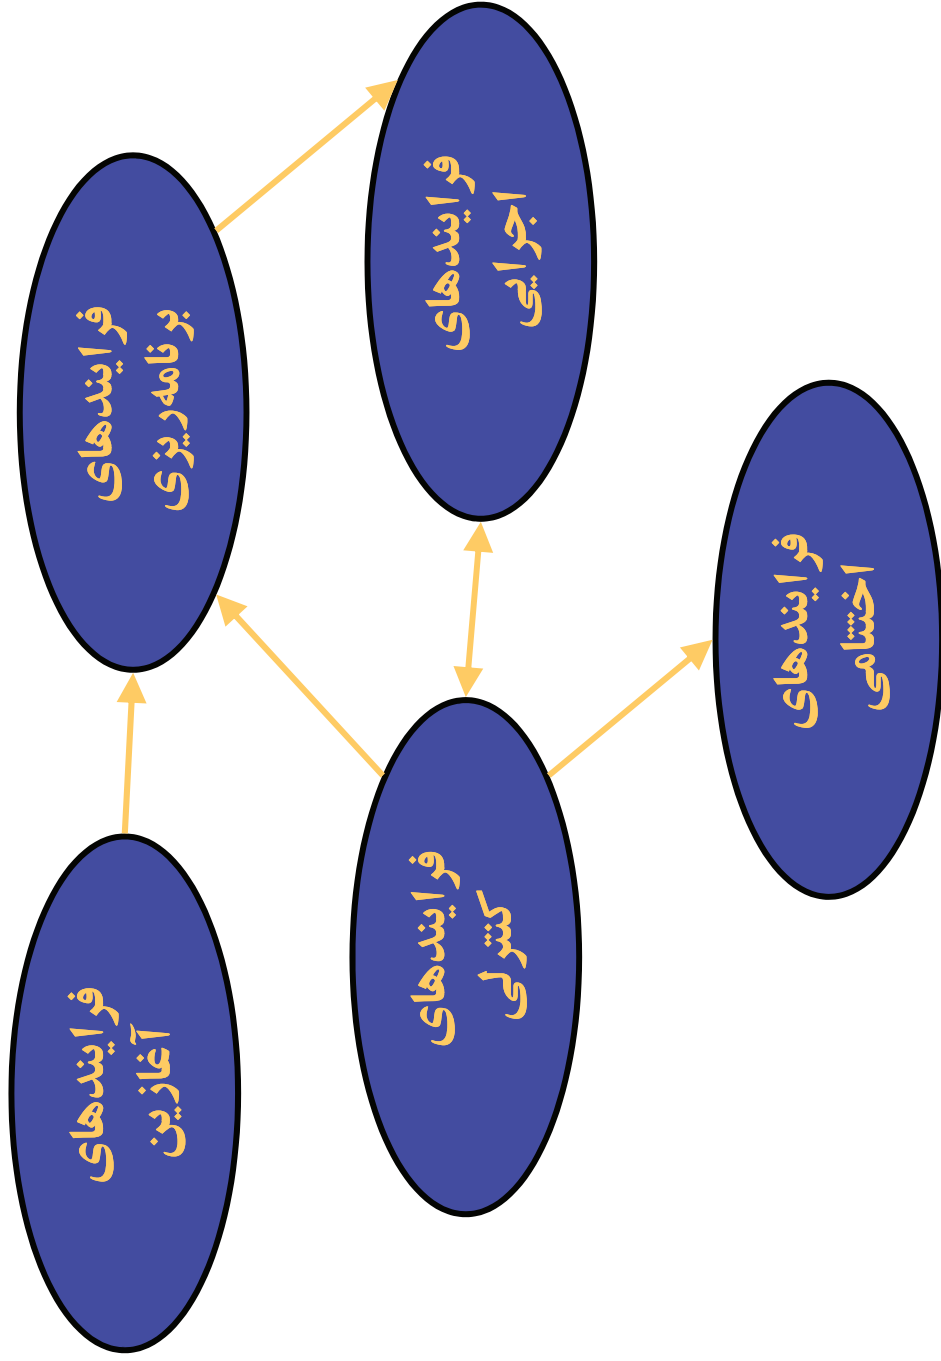 فرایندهای
آغازین
فرایندهای
برنامه‌ریزی
فرایندهای
کنترلی
فرایندهای
اجرایی
فرایندهای
اختتامی